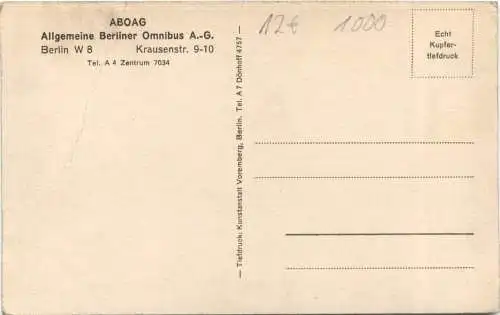 ABOAG
Allgemeine Berliner Omnibus A.-G.
Berlin W 8 Krausenstr. 9-10
Tel. A 4 Zentrum 7034
12€ 1000
Echt
Kupfer-
tiefdruck
— Tiefdruck: Kunstanstalt Voremberg, Berlin. Tel. A 7 Dönhoff 4757 —